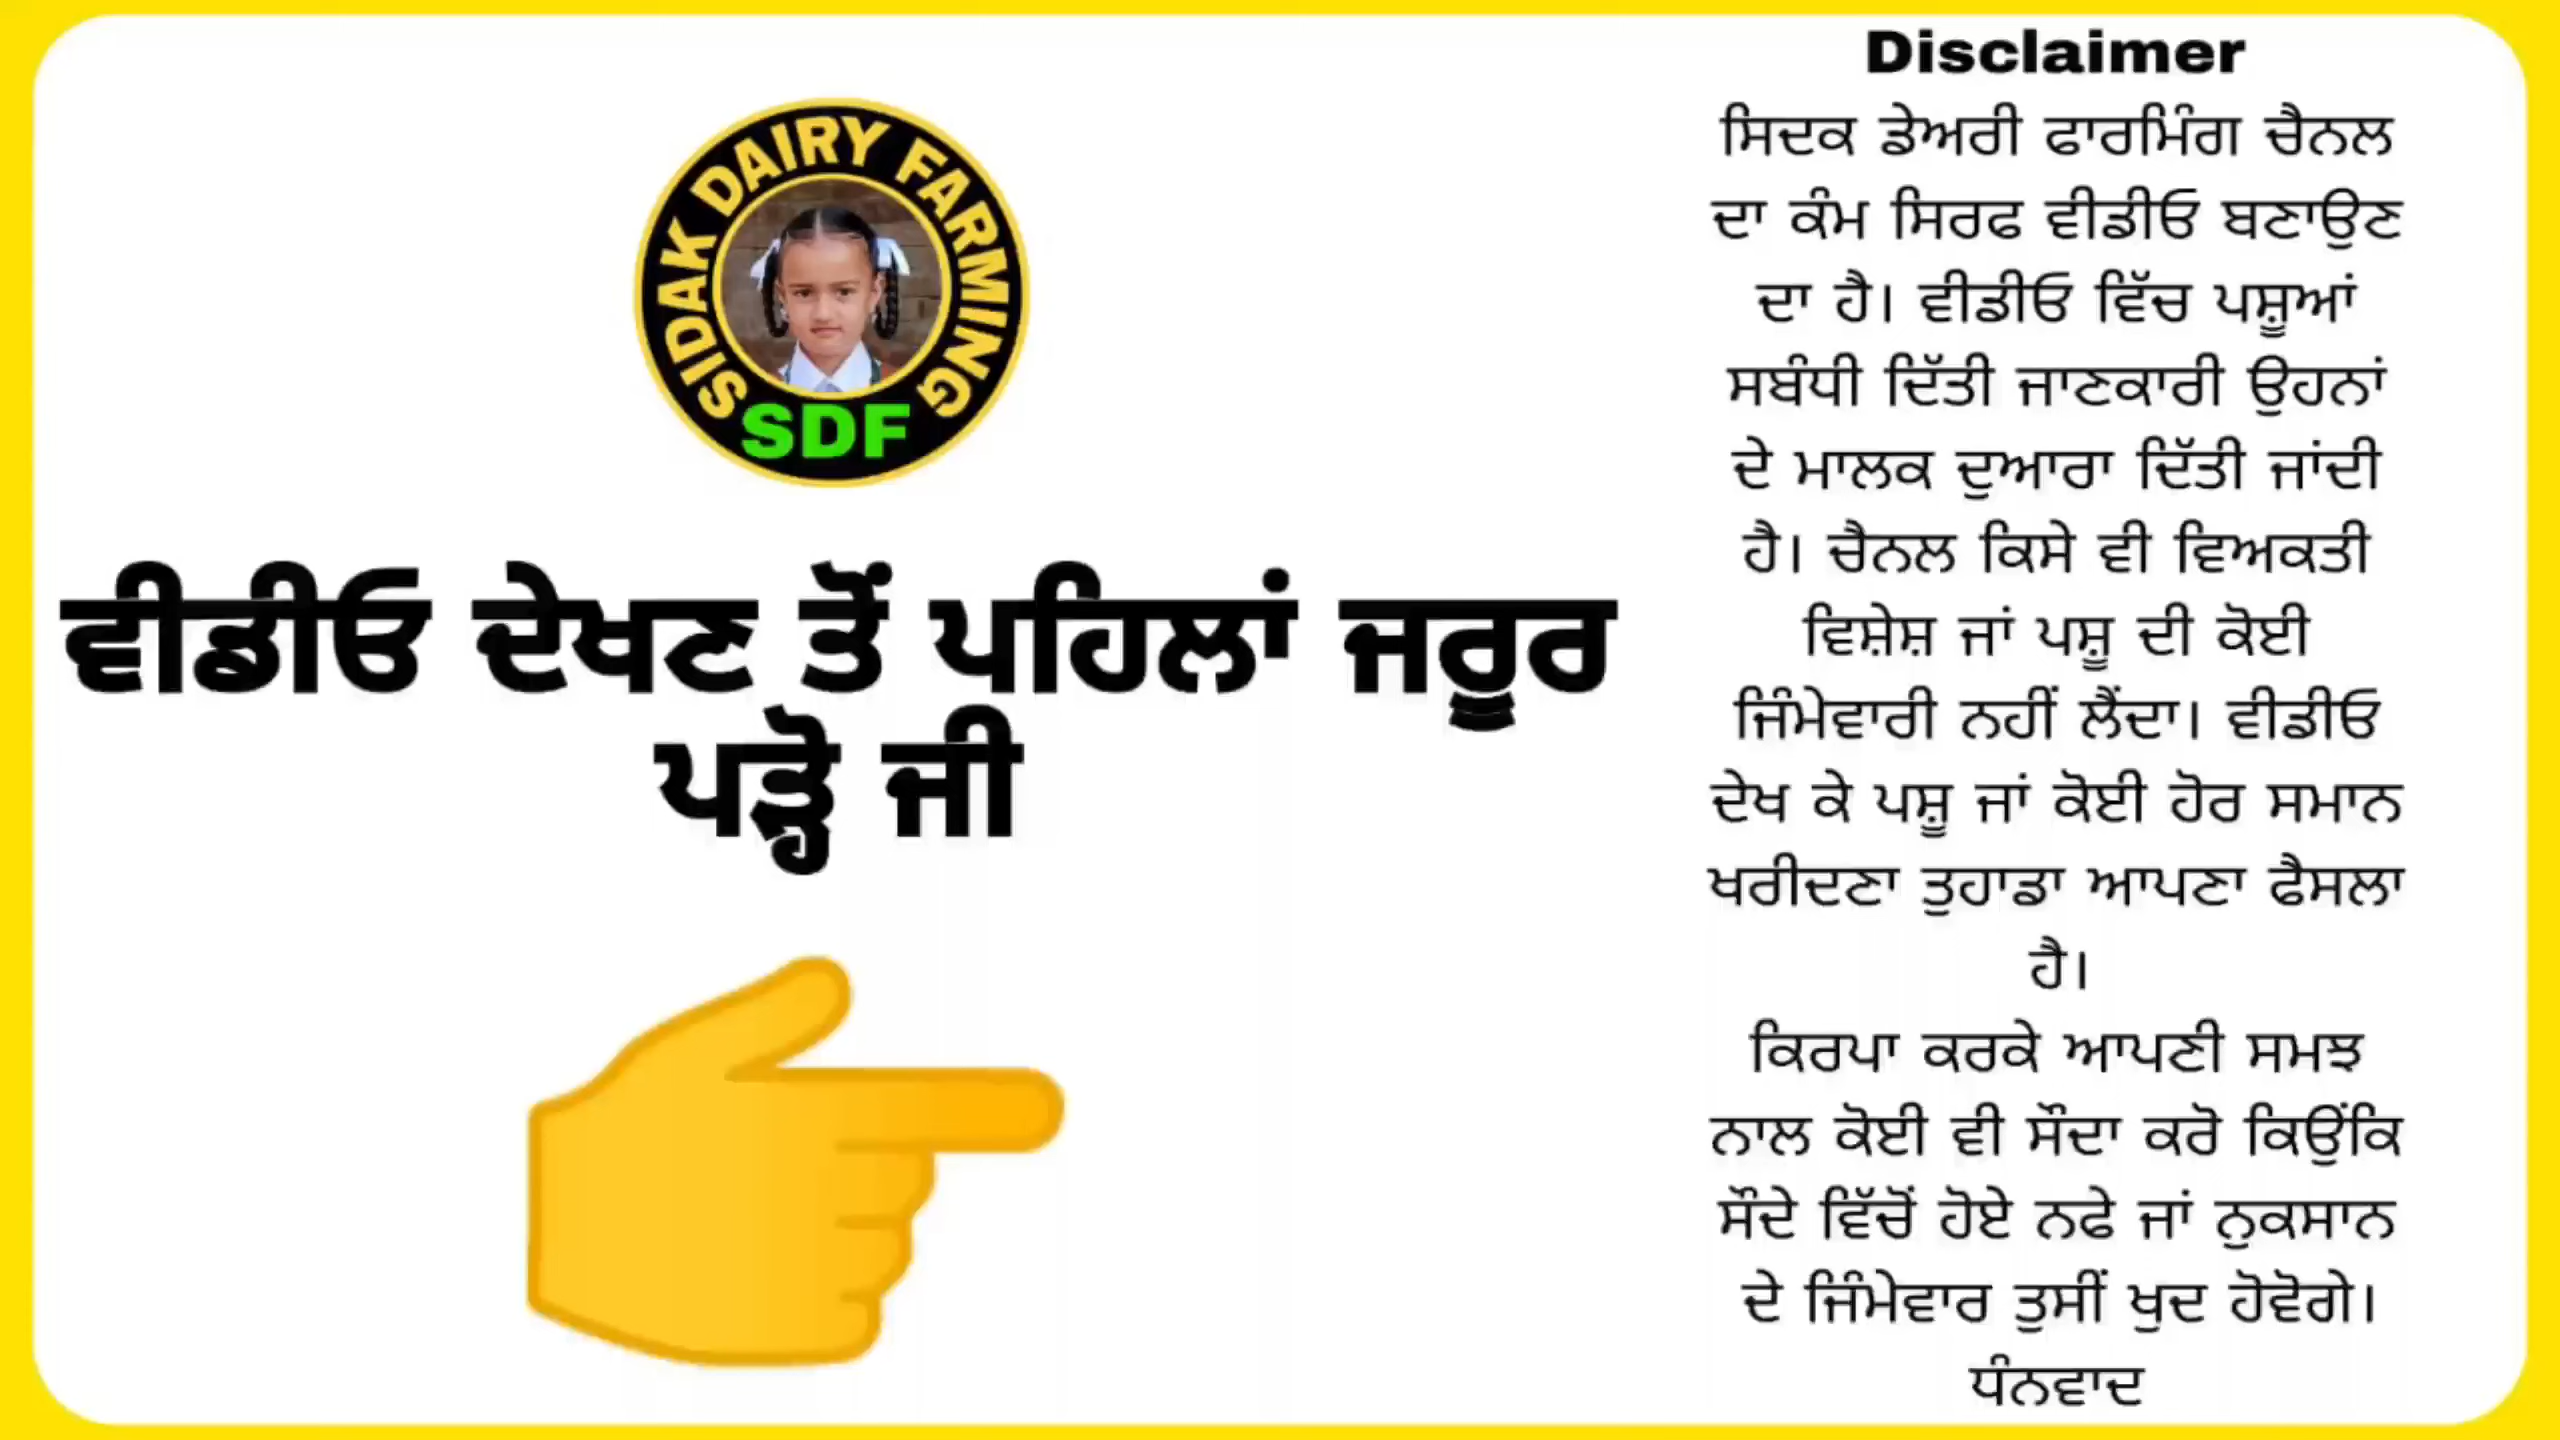 SIDAK DAIRY FARMING
SDF
ਵੀਡੀਓ ਦੇਖਣ ਤੋਂ ਪਹਿਲਾਂ ਜਰੂਰ
ਪੜ੍ਹੋ ਜੀ
Disclaimer
ਸਿਦਕ ਡੇਅਰੀ ਫਾਰਮਿੰਗ ਚੈਨਲ
ਦਾ ਕੰਮ ਸਿਰਫ ਵੀਡੀਓ ਬਣਾਉਣ
ਦਾ ਹੈ। ਵੀਡੀਓ ਵਿੱਚ ਪਸ਼ੂਆਂ
ਸਬੰਧੀ ਦਿੱਤੀ ਜਾਣਕਾਰੀ ਉਹਨਾਂ
ਦੇ ਮਾਲਕ ਦੁਆਰਾ ਦਿੱਤੀ ਜਾਂਦੀ
ਹੈ। ਚੈਨਲ ਕਿਸੇ ਵੀ ਵਿਅਕਤੀ
ਵਿਸ਼ੇਸ਼ ਜਾਂ ਪਸ਼ੂ ਦੀ ਕੋਈ
ਜਿੰਮੇਵਾਰੀ ਨਹੀਂ ਲੈਂਦਾ। ਵੀਡੀਓ
ਦੇਖ ਕੇ ਪਸ਼ੂ ਜਾਂ ਕੋਈ ਹੋਰ ਸਮਾਨ
ਖਰੀਦਣਾ ਤੁਹਾਡਾ ਆਪਣਾ ਫੈਸਲਾ
ਹੈ।
ਕਿਰਪਾ ਕਰਕੇ ਆਪਣੀ ਸਮਝ
ਨਾਲ ਕੋਈ ਵੀ ਸੌਦਾ ਕਰੋ ਕਿਉਂਕਿ
ਸੌਦੇ ਵਿੱਚੋਂ ਹੋਏ ਨਫੇ ਜਾਂ ਨੁਕਸਾਨ
ਦੇ ਜਿੰਮੇਵਾਰ ਤੁਸੀਂ ਖੁਦ ਹੋਵੋਗੇ।
ਧੰਨਵਾਦ